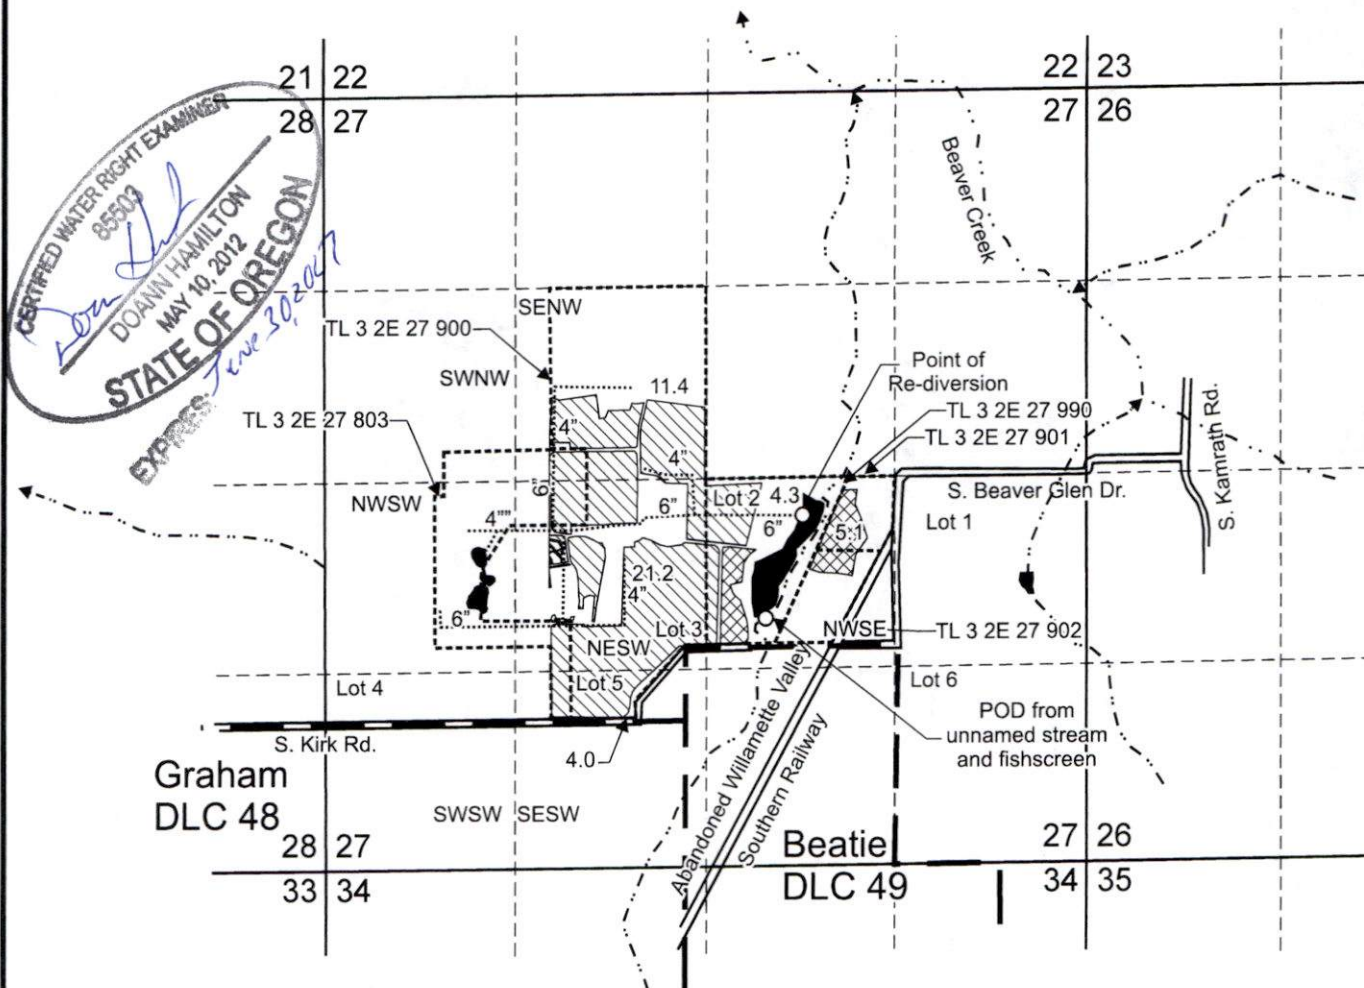 21 22
28 27
22 23
27 26
CERTIFIED WATER RIGHT EXAMINER
85503
DOANN HAMILTON
MAY 10, 2012
STATE OF OREGON
EXPIRES: June 30,
Beaver Creek
SENW
TL 3 2E 27 900
SWNW
11.4
Point of
Re-diversion
TL 3 2E 27 990
TL 3 2E 27 803
4"
TL 3 2E 27 901
4"
S. Kamrath Rd.
NWSW
6"
Lot 2
4.3
S. Beaver Glen Dr.
4""
6"
6"
5.1
Lot 1
21.2
4"
6"
Lot 3
NWSE
TL 3 2E 27 902
NESW
Lot 4
Lot 5
Lot 6
POD from
unnamed stream
and fishscreen
S. Kirk Rd.
4.0
Abandoned Willamette Valley
Southern Railway
Graham
DLC 48
SWSW
SESW
28 27
33 34
Beatie
DLC 49
27 26
34 35